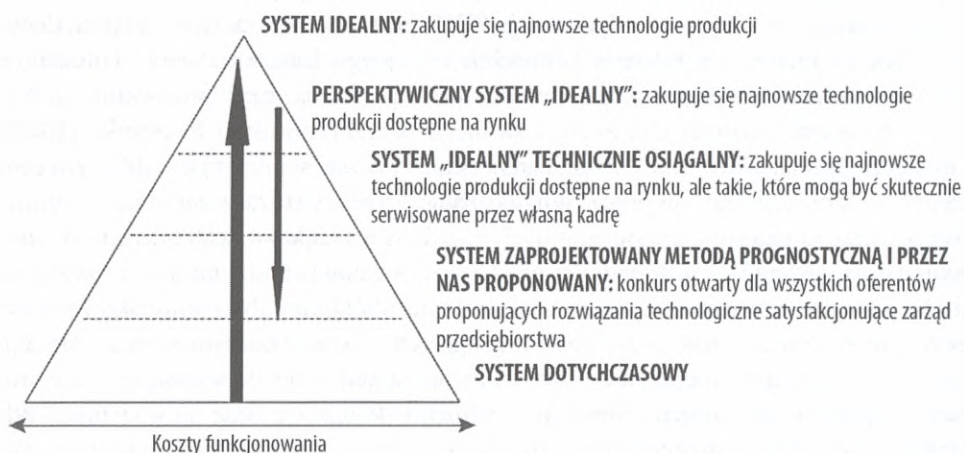 SYSTEM IDEALNY: zakupuje się najnowsze technologie produkcji
PERSPEKTYWICZNY SYSTEM „IDEALNY”: zakupuje się najnowsze technologie
produkcji dostępne na rynku
SYSTEM „IDEALNY” TECHNICZNIE OSIĄGALNY: zakupuje się najnowsze
technologie produkcji dostępne na rynku, ale takie, które mogą być skutecznie
serwisowane przez własną kadrę
SYSTEM ZAPROJEKTOWANY METODĄ PROGNOSTYCZNĄ I PRZEZ
NAS PROPONOWANY: konkurs otwarty dla wszystkich oferentów
proponujących rozwiązania technologiczne satysfakcjonujące zarząd
przedsiębiorstwa
SYSTEM DOTYCHCZASOWY
Koszty funkcjonowania